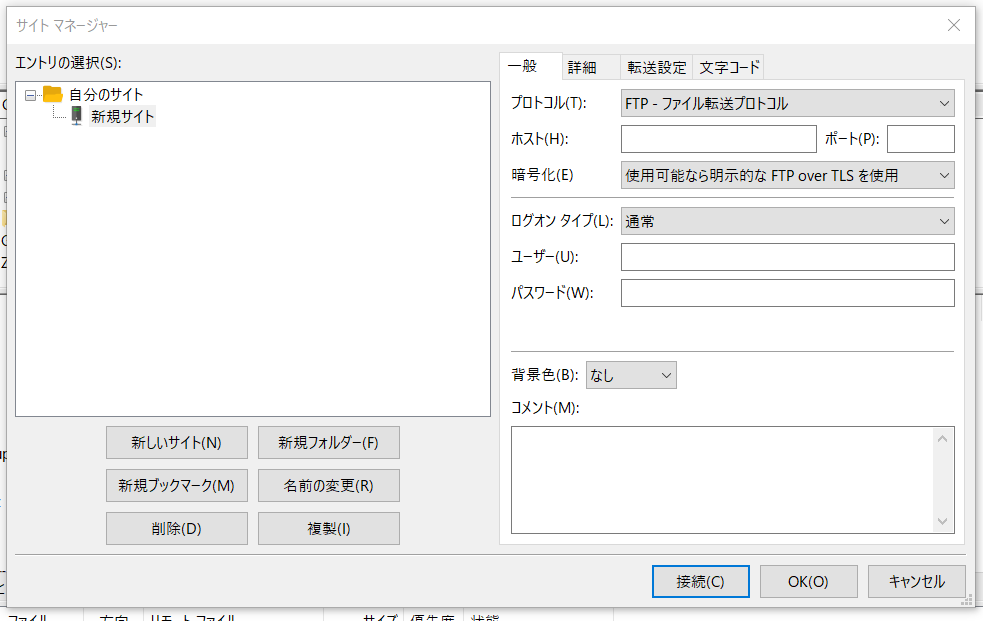 サイト マネージャー
エントリの選択(S):
自分のサイト
新規サイト
新しいサイト(N)
新規フォルダー(F)
新規ブックマーク(M)
名前の変更(R)
削除(D)
複製(I)
一般 詳細 転送設定 文字コード
プロトコル(T): FTP - ファイル転送プロトコル
ホスト(H): ポート(P):
暗号化(E) 使用可能なら明示的な FTP over TLS を使用
ログオン タイプ(L): 通常
ユーザー(U):
パスワード(W):
背景色(B): なし
コメント(M):
接続(C) OK(O) キャンセル